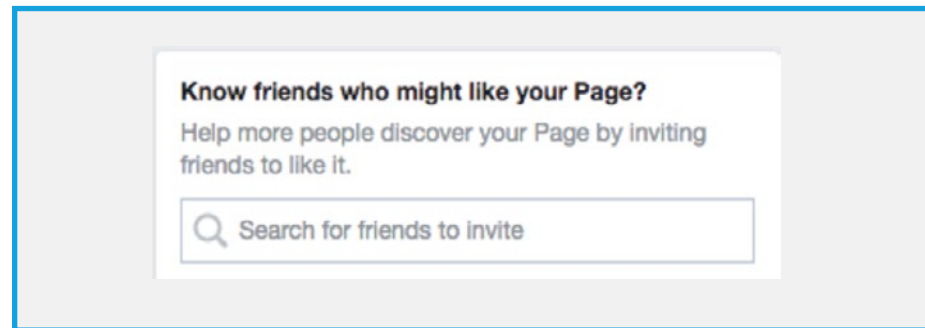 Know friends who might like your Page?
Help more people discover your Page by inviting
friends to like it.
Search for friends to invite